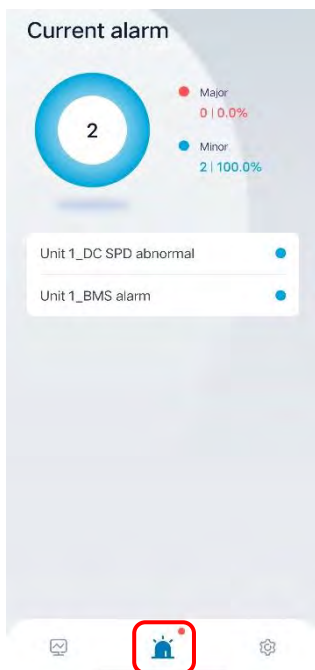 Current alarm
2
Major
0 | 0.0%
Minor
2 | 100.0%
Unit 1_DC SPD abnormal
Unit 1_BMS alarm